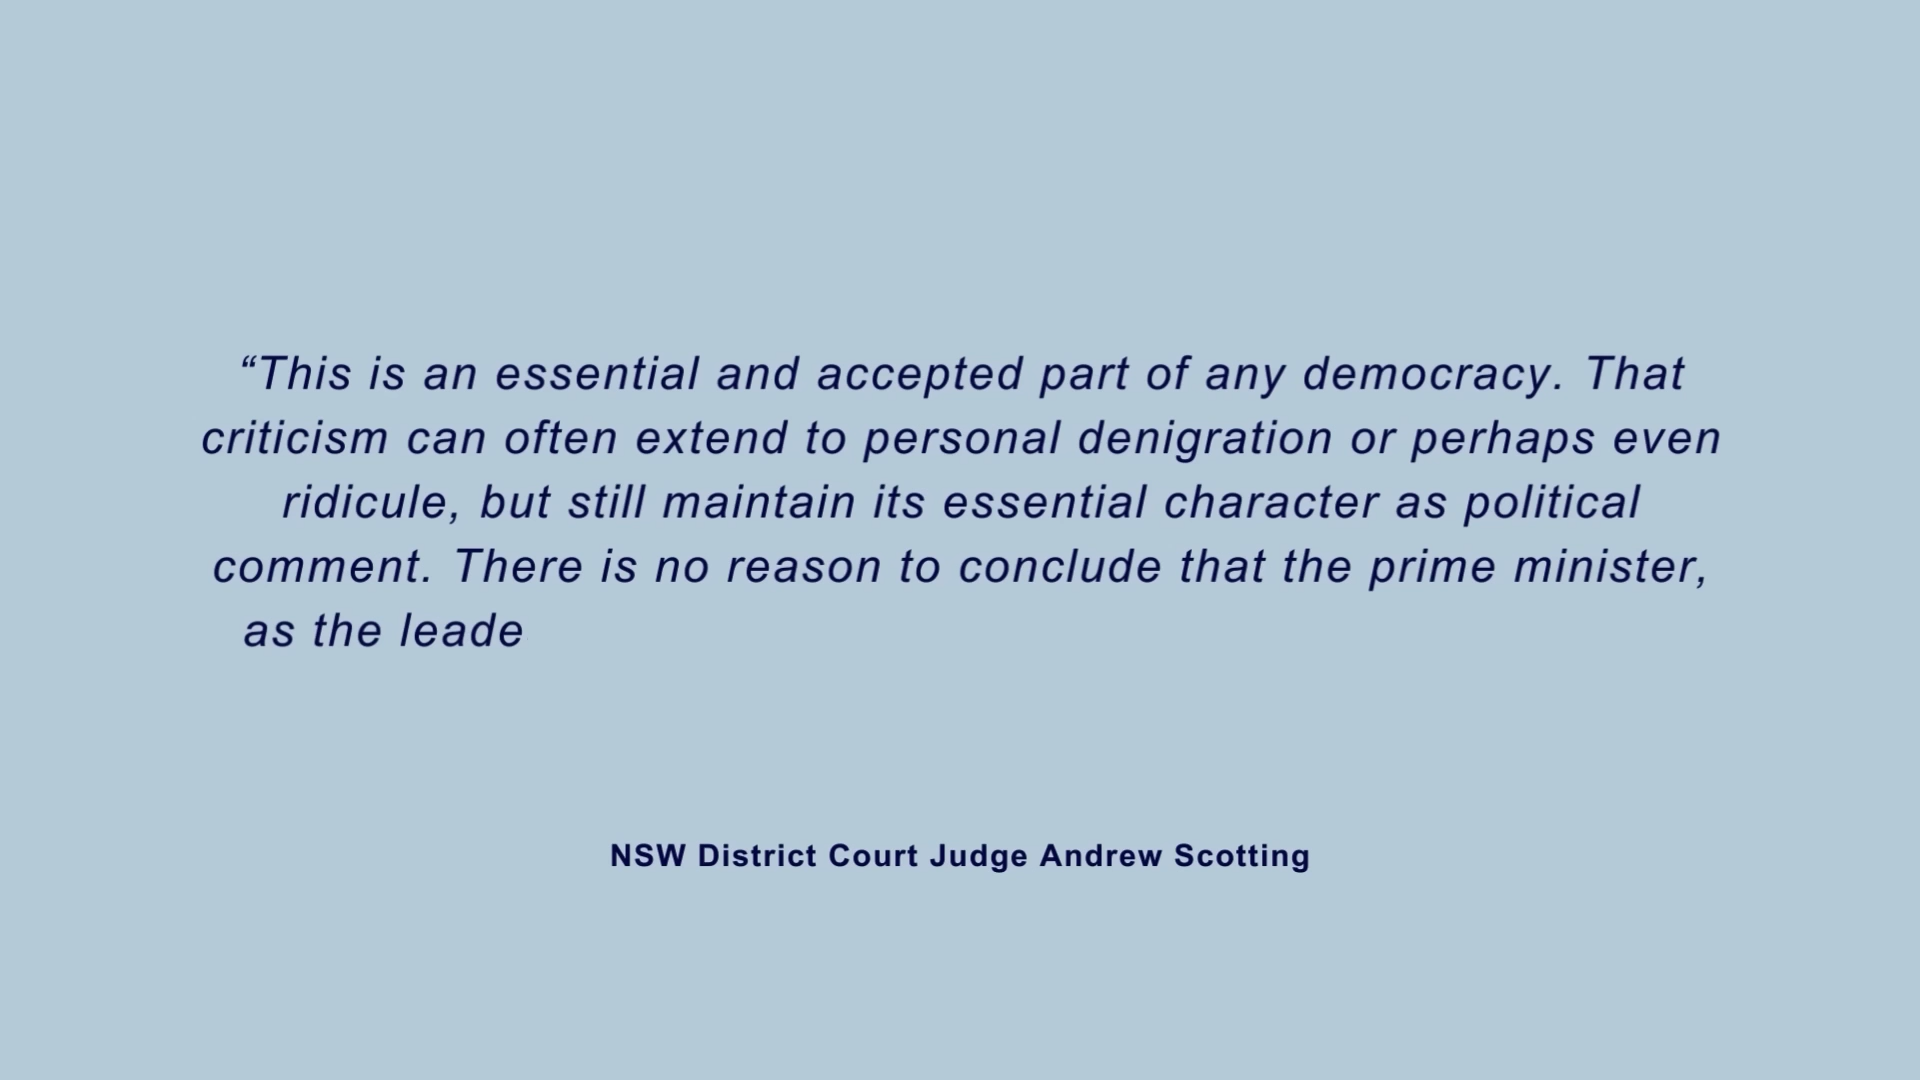 “This is an essential and accepted part of any democracy. That
criticism can often extend to personal denigration or perhaps even
ridicule, but still maintain its essential character as political
comment. There is no reason to conclude that the prime minister,
as the leade
NSW District Court Judge Andrew Scotting